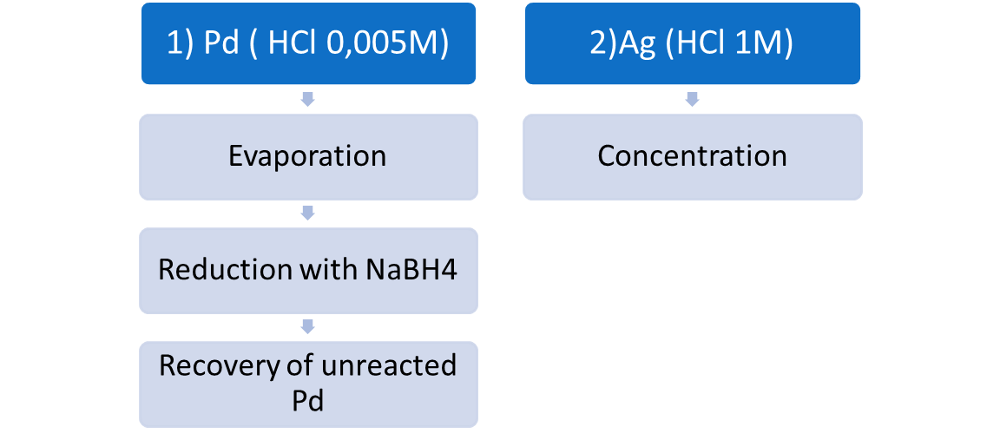 1) Pd ( HCl 0,005M)
Evaporation
Reduction with NaBH4
Recovery of unreacted
Pd
2)Ag (HCl 1M)
Concentration